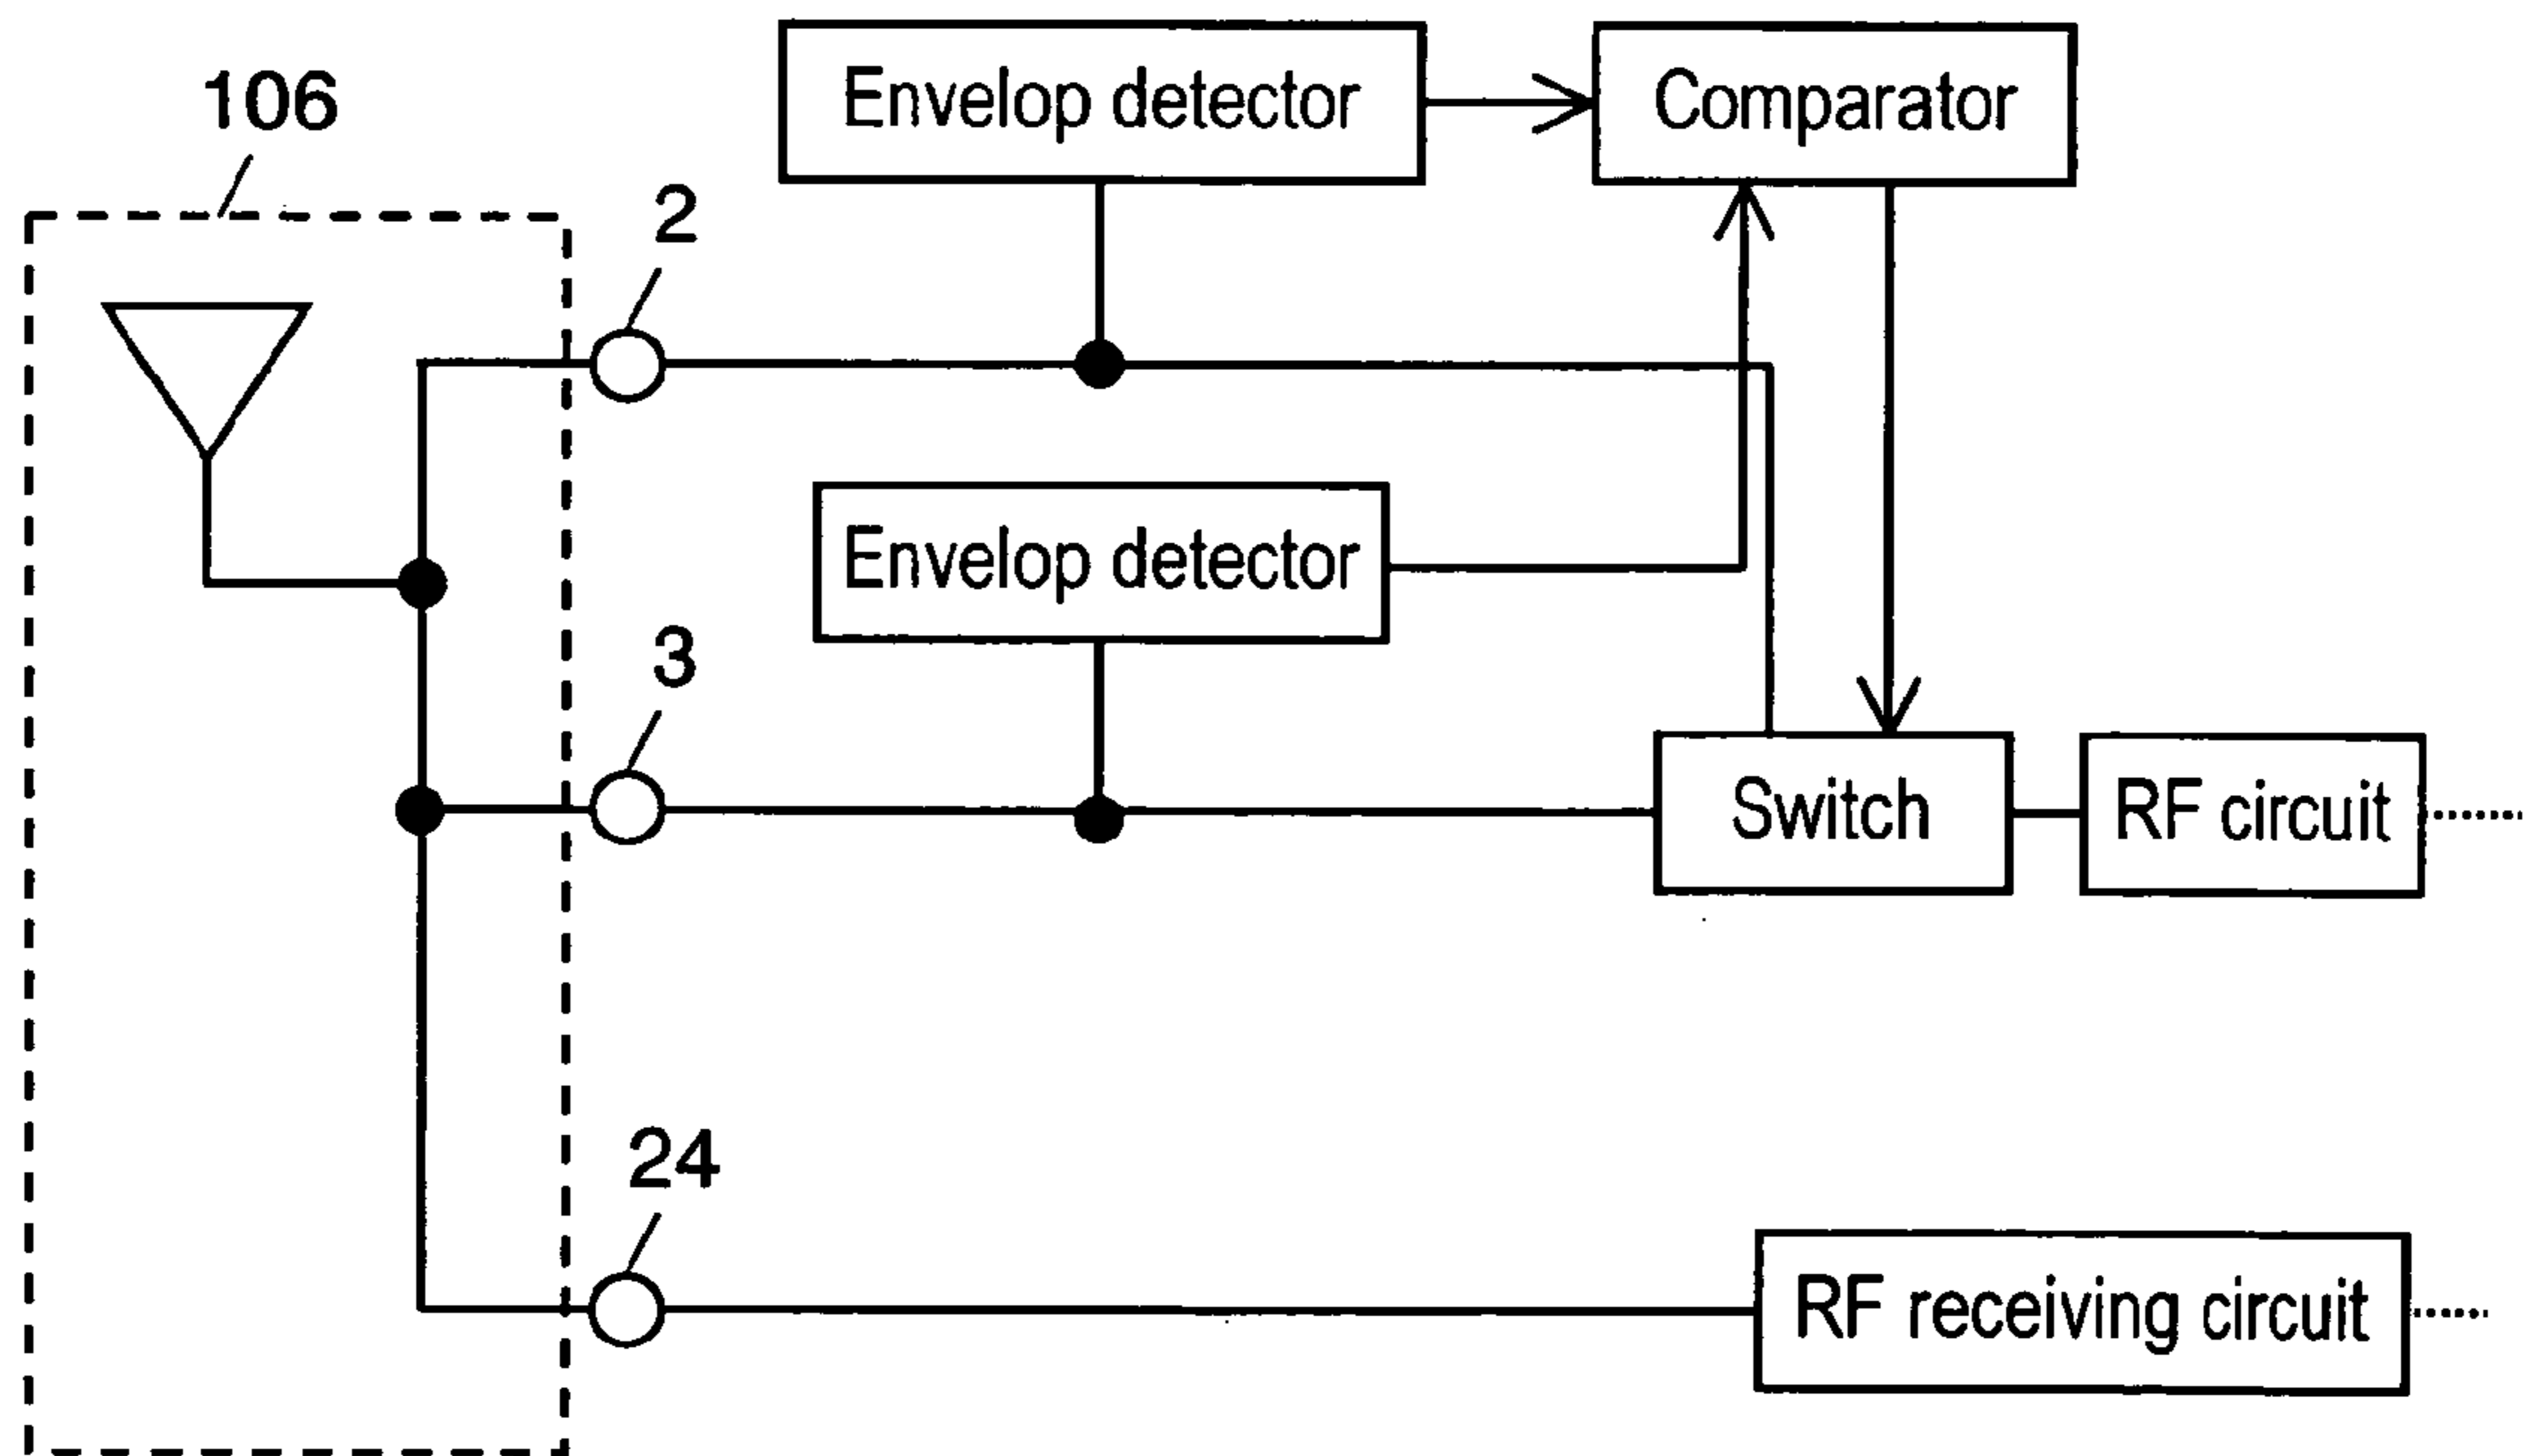 Envelop detector
Comparator
106
2
Envelop detector
3
Switch
RF circuit
24
RF receiving circuit